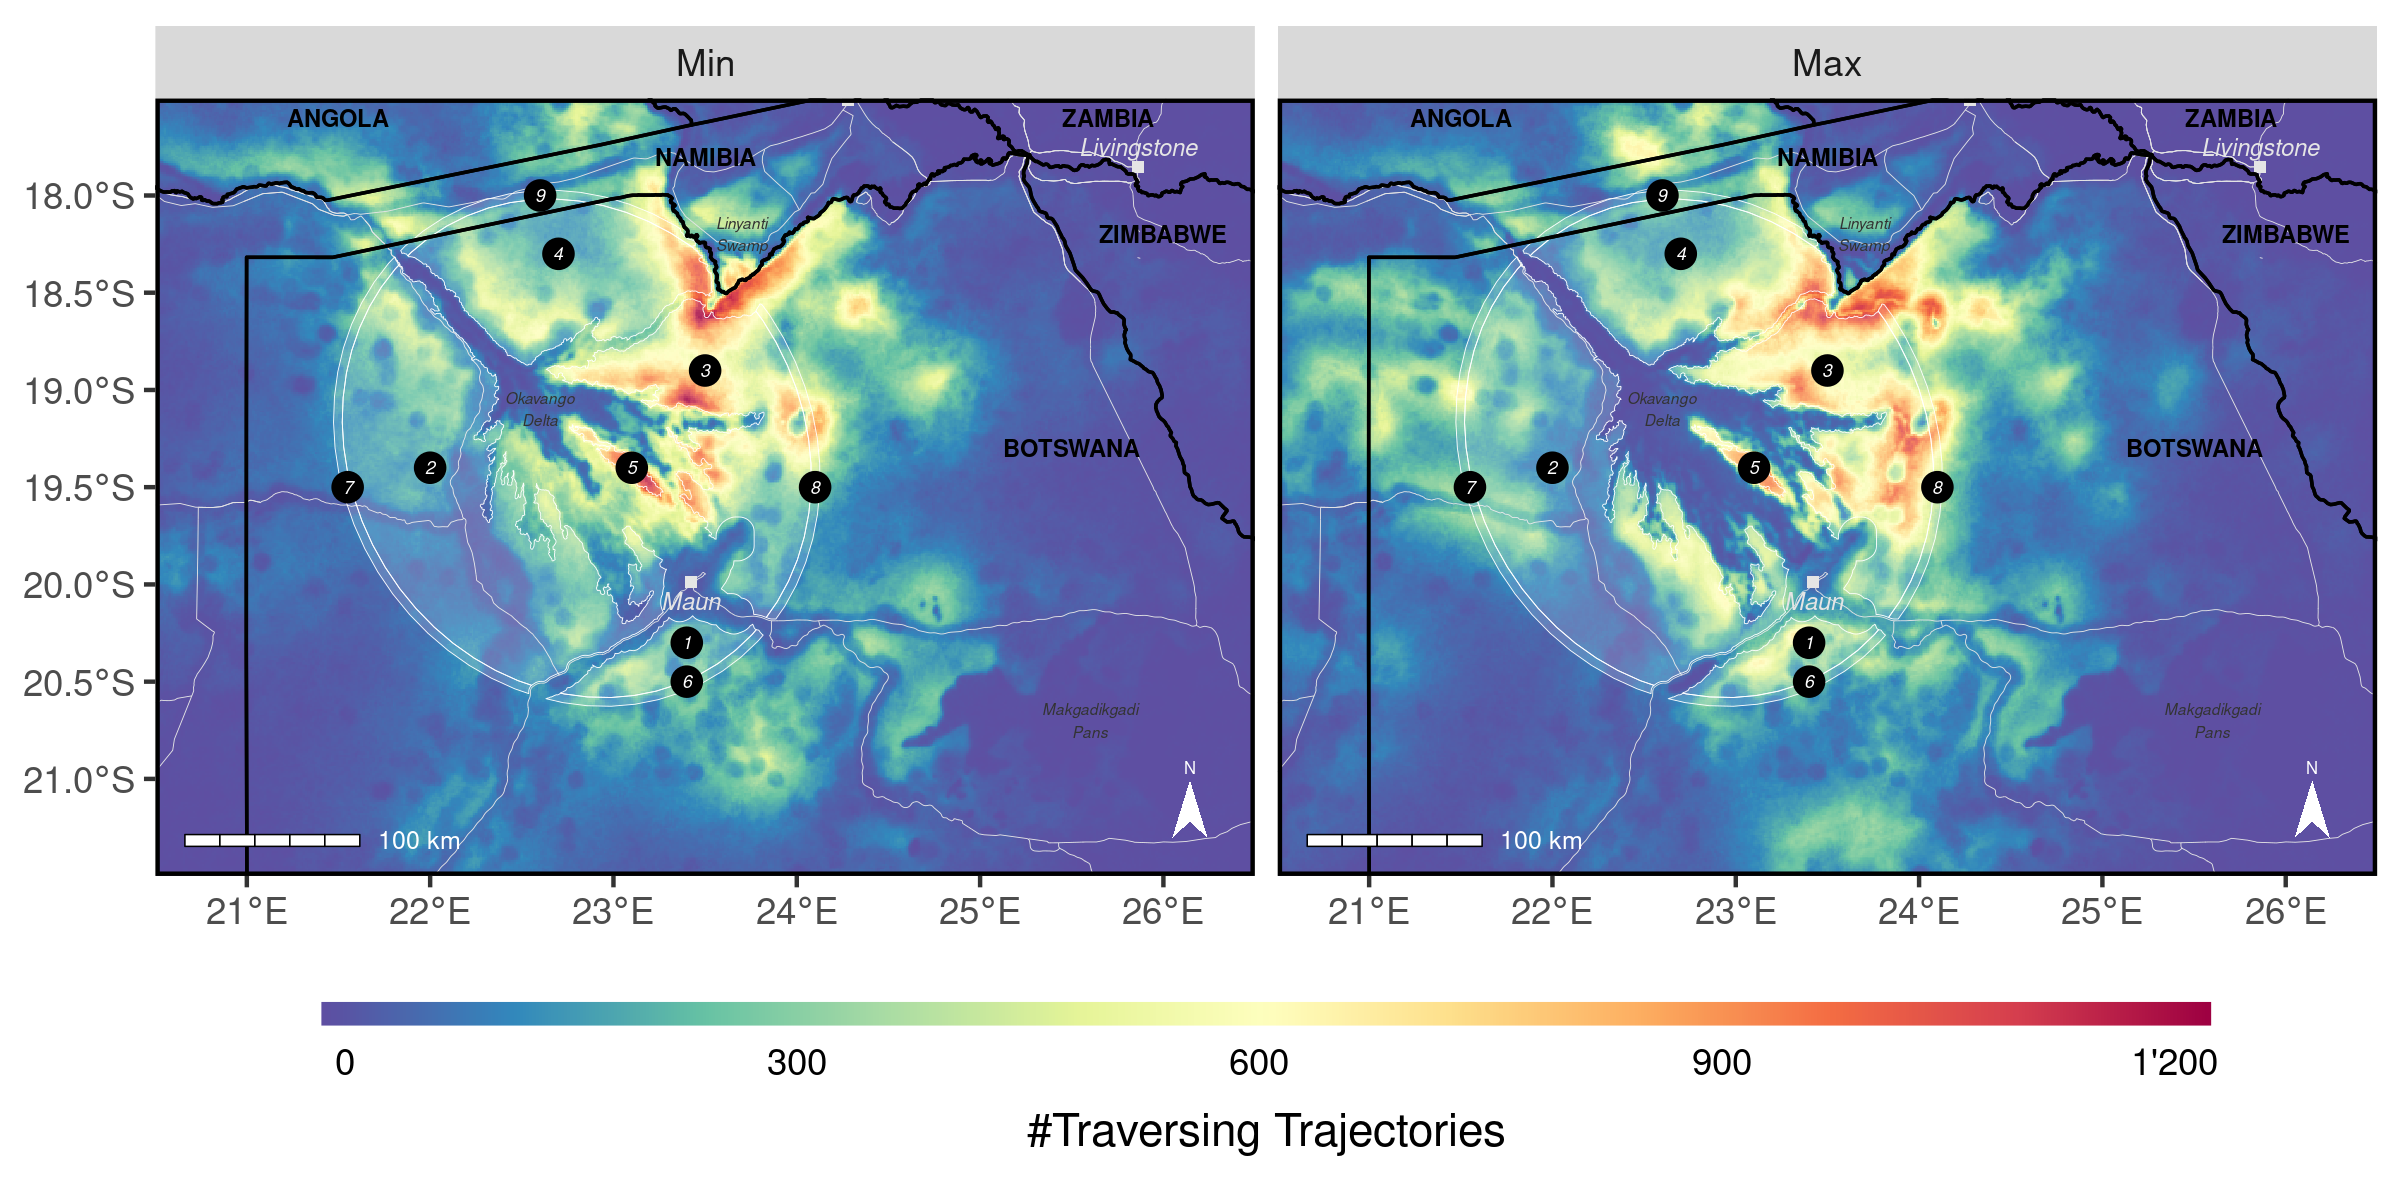 Min
Max
ANGOLA
NAMIBIA
ZAMBIA
Livingstone
ZIMBABWE
Linyanti
Swamp
Okavango
Delta
BOTSWANA
Maun
Makgadikgadi
Pans
N
100 km
9
4
3
2
5
7
8
1
6
ANGOLA
NAMIBIA
ZAMBIA
Livingstone
ZIMBABWE
Linyanti
Swamp
Okavango
Delta
BOTSWANA
Maun
Makgadikgadi
Pans
N
100 km
9
4
3
2
5
7
8
1
6
18.0°S
18.5°S
19.0°S
19.5°S
20.0°S
20.5°S
21.0°S
21°E 22°E 23°E 24°E 25°E 26°E
21°E 22°E 23°E 24°E 25°E 26°E
0 300 600 900 1'200
#Traversing Trajectories